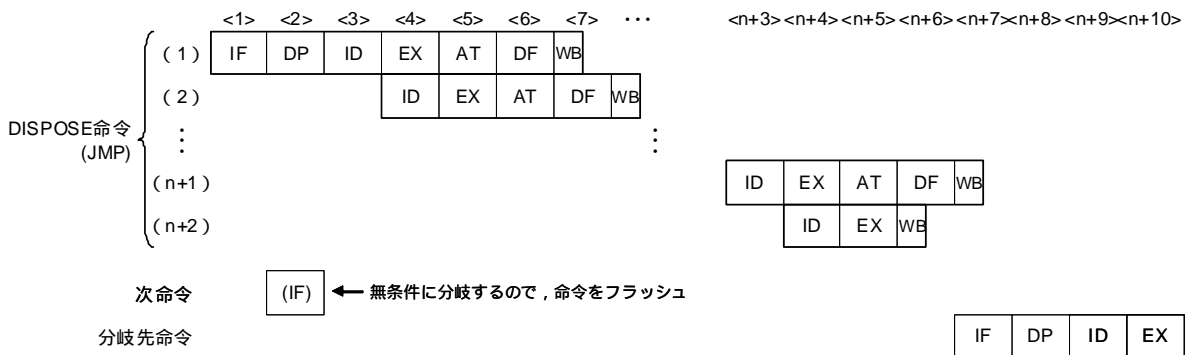 <1> <2> <3> <4> <5> <6> <7> ・・・ <n+3> <n+4> <n+5> <n+6> <n+7> <n+8> <n+9> <n+10>
(1) IF DP ID EX AT DF WB
(2) ID EX AT DF WB
DISPOSE命令
(JMP)
(n+1) ID EX AT DF WB
(n+2) ID EX WB
次命令 (IF) ← 無条件に分岐するので，命令をフラッシュ
分岐先命令 IF DP ID EX